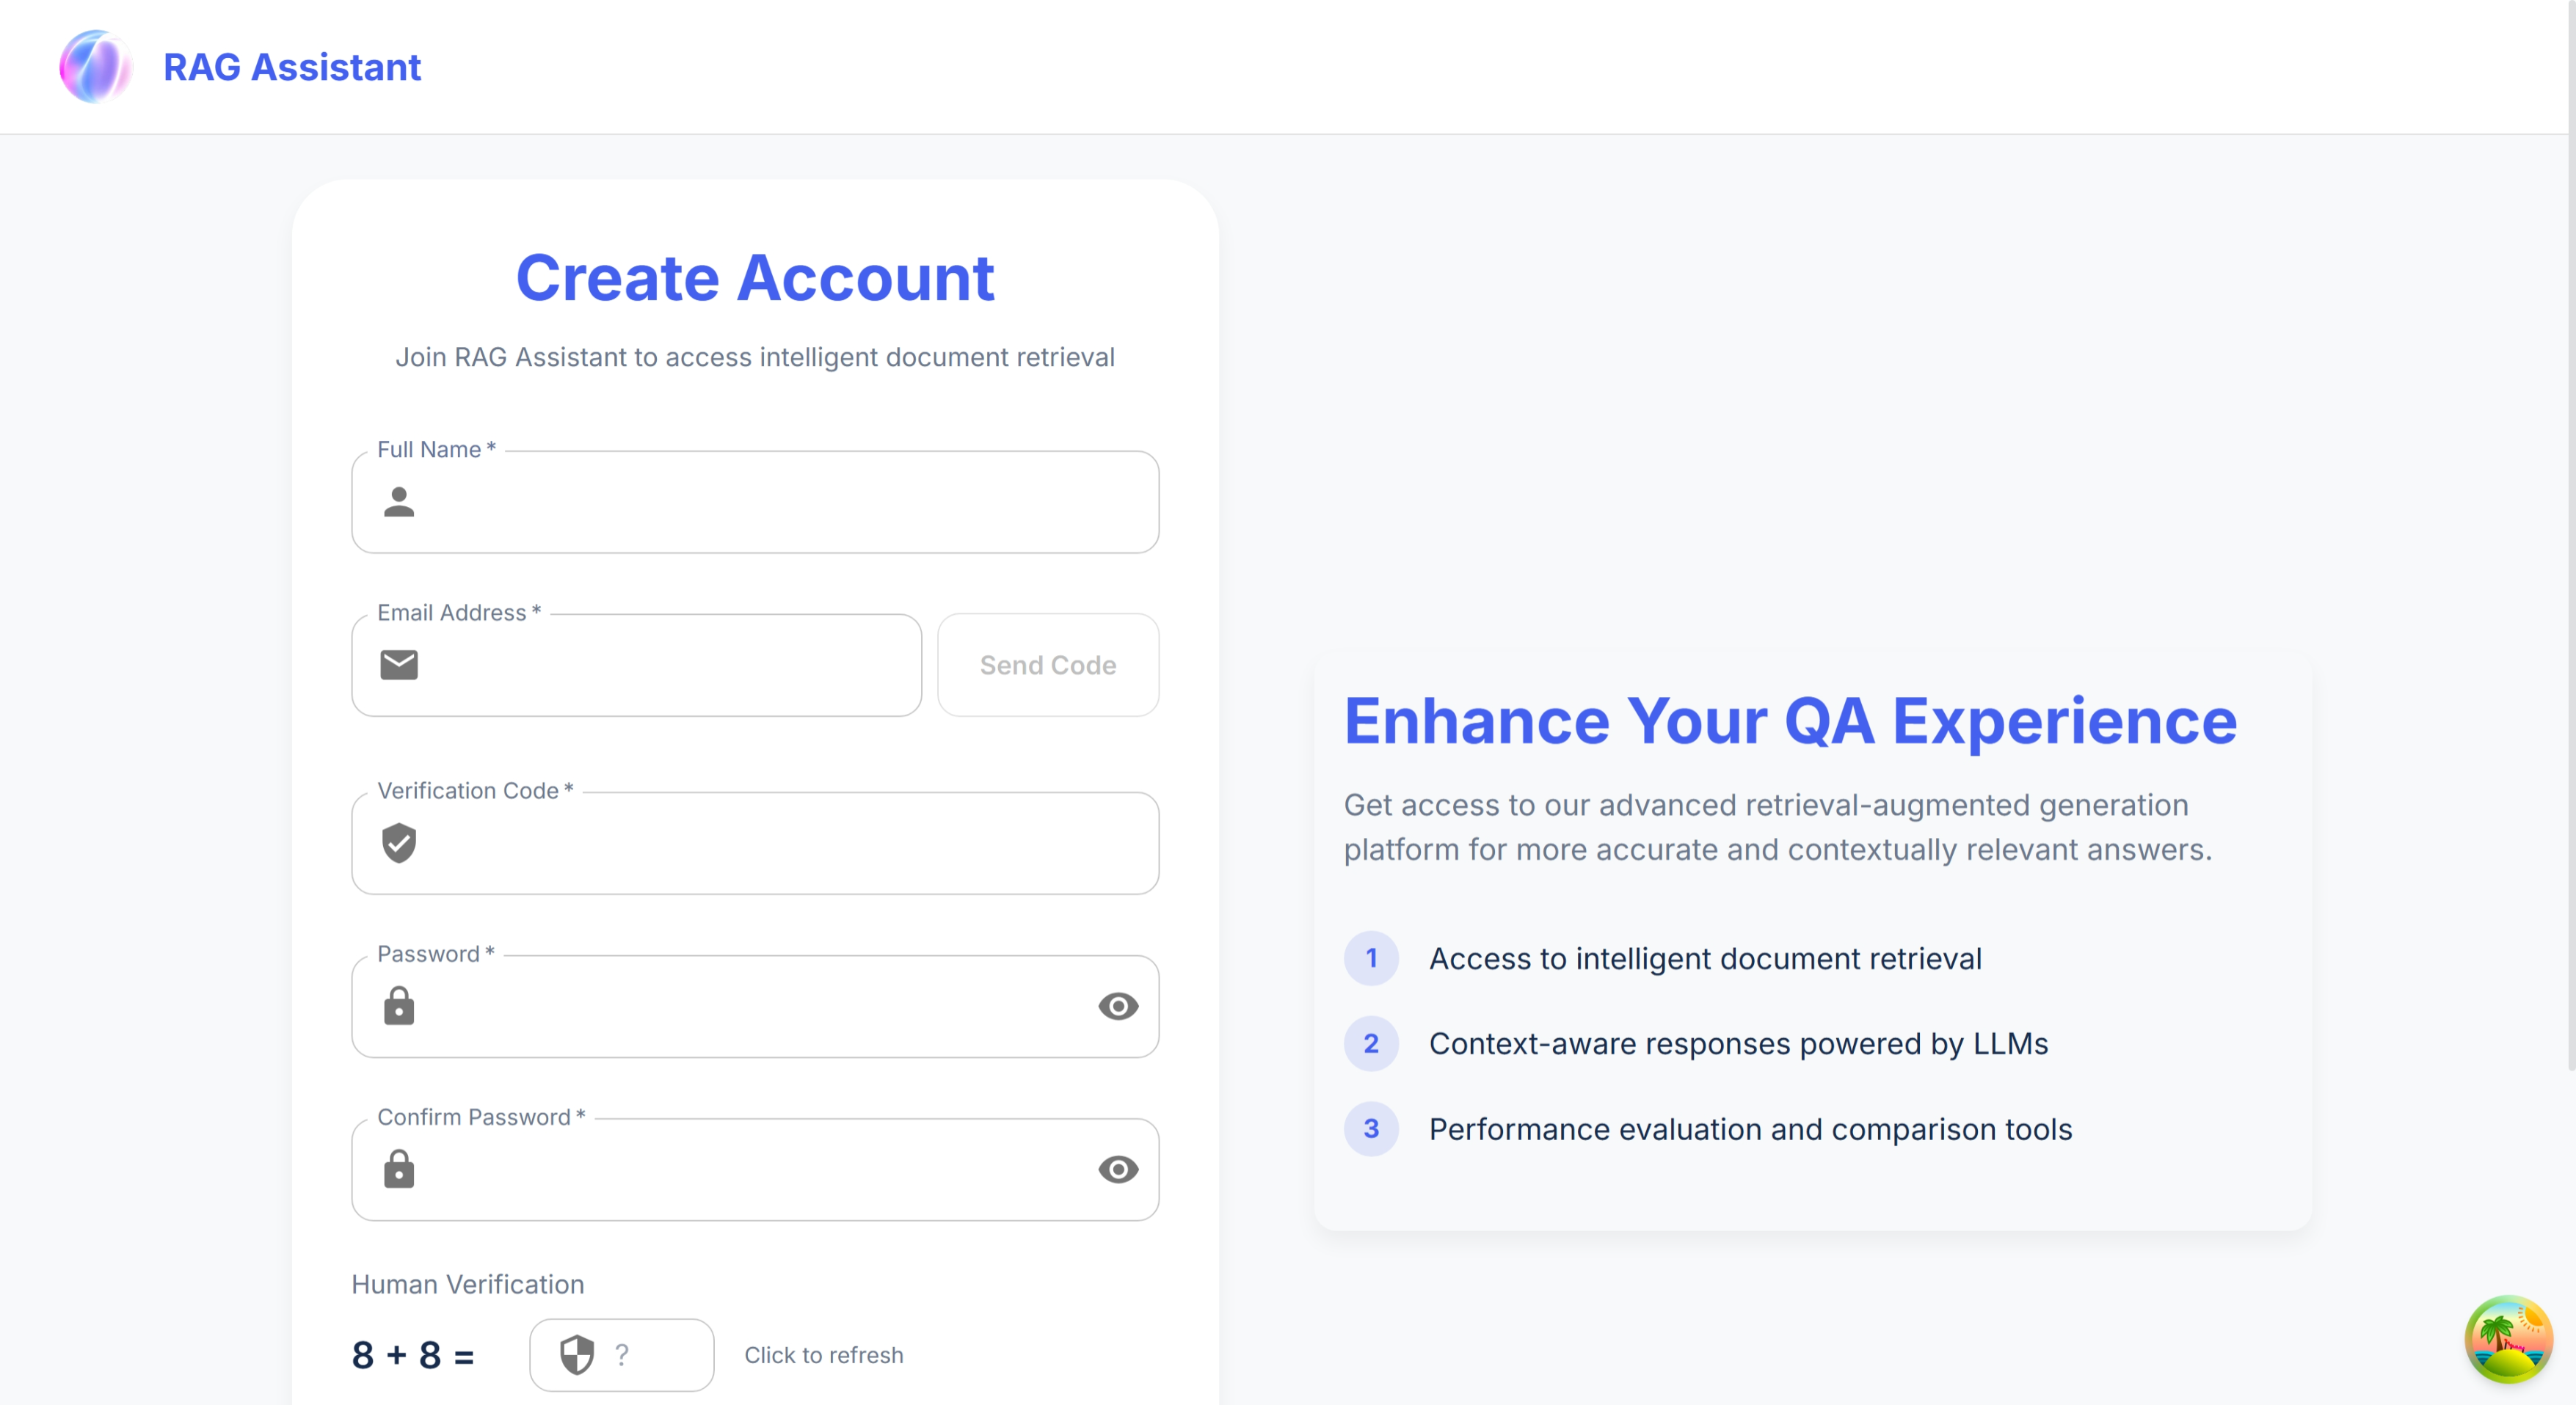 RAG Assistant
Create Account
Join RAG Assistant to access intelligent document retrieval
Full Name *
Email Address *
Send Code
Verification Code *
Password *
Confirm Password *
Human Verification
8 + 8 =
?
Click to refresh
Enhance Your QA Experience
Get access to our advanced retrieval-augmented generation
platform for more accurate and contextually relevant answers.
1 Access to intelligent document retrieval
2 Context-aware responses powered by LLMs
3 Performance evaluation and comparison tools